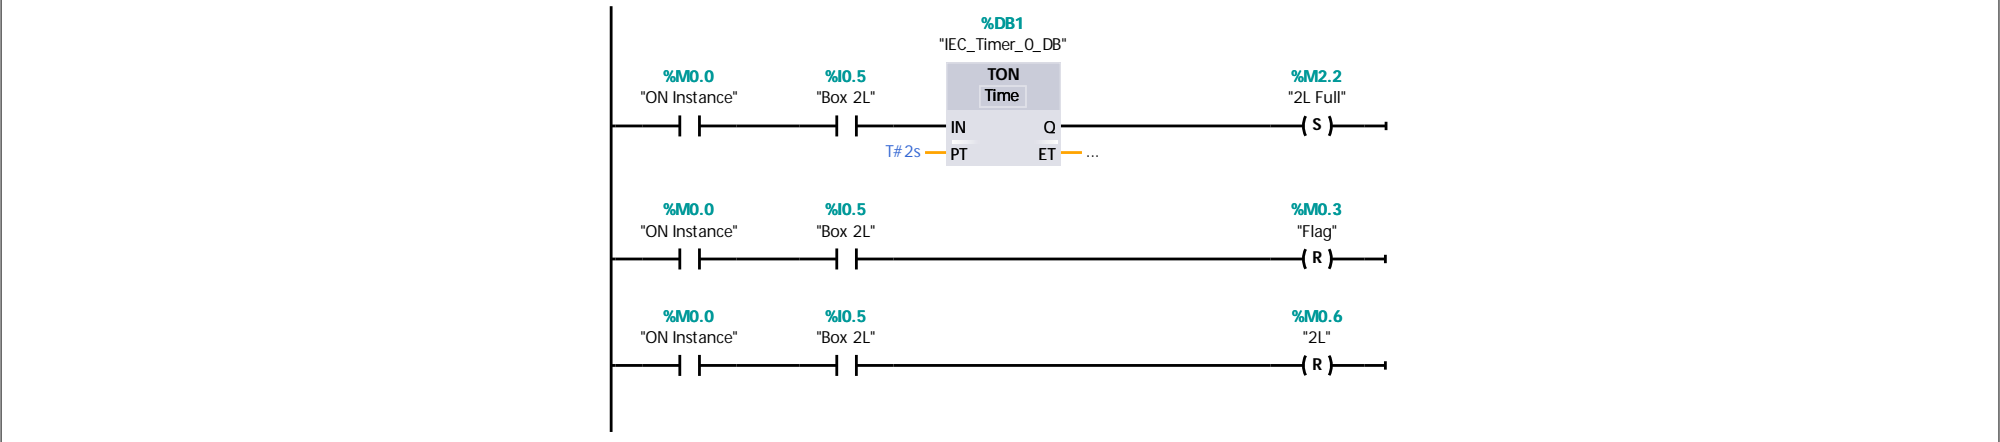 %DB1
"IEC_Timer_0_DB"
%M0.0 %I0.5 TON %M2.2
"ON Instance" "Box 2L" Time "2L Full"
IN Q S
T#2s PT ET ...
%M0.0 %I0.5 %M0.3
"ON Instance" "Box 2L" "Flag"
R
%M0.0 %I0.5 %M0.6
"ON Instance" "Box 2L" "2L"
R